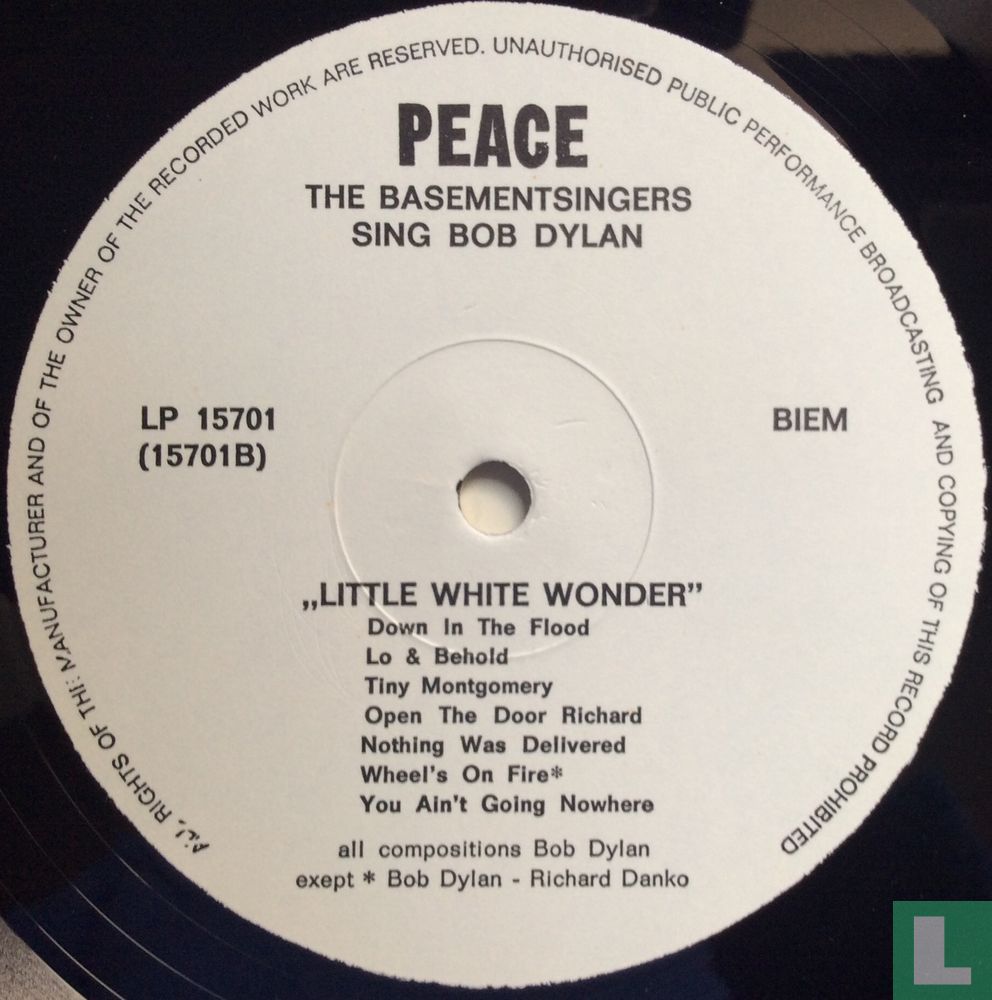 RIGHTS OF THE MANUFACTURER AND OF THE OWNER OF THE RECORDED WORK ARE RESERVED. UNAUTHORISED PUBLIC PERFORMANCE BROADCASTING AND COPYING OF THIS RECORD PROHIBITED
PEACE
THE BASEMENTSINGERS
SING BOB DYLAN
LP 15701
(15701B)
BIEM
„LITTLE WHITE WONDER”
Down In The Flood
Lo & Behold
Tiny Montgomery
Open The Door Richard
Nothing Was Delivered
Wheel's On Fire*
You Ain't Going Nowhere
all compositions Bob Dylan
exept * Bob Dylan - Richard Danko
L